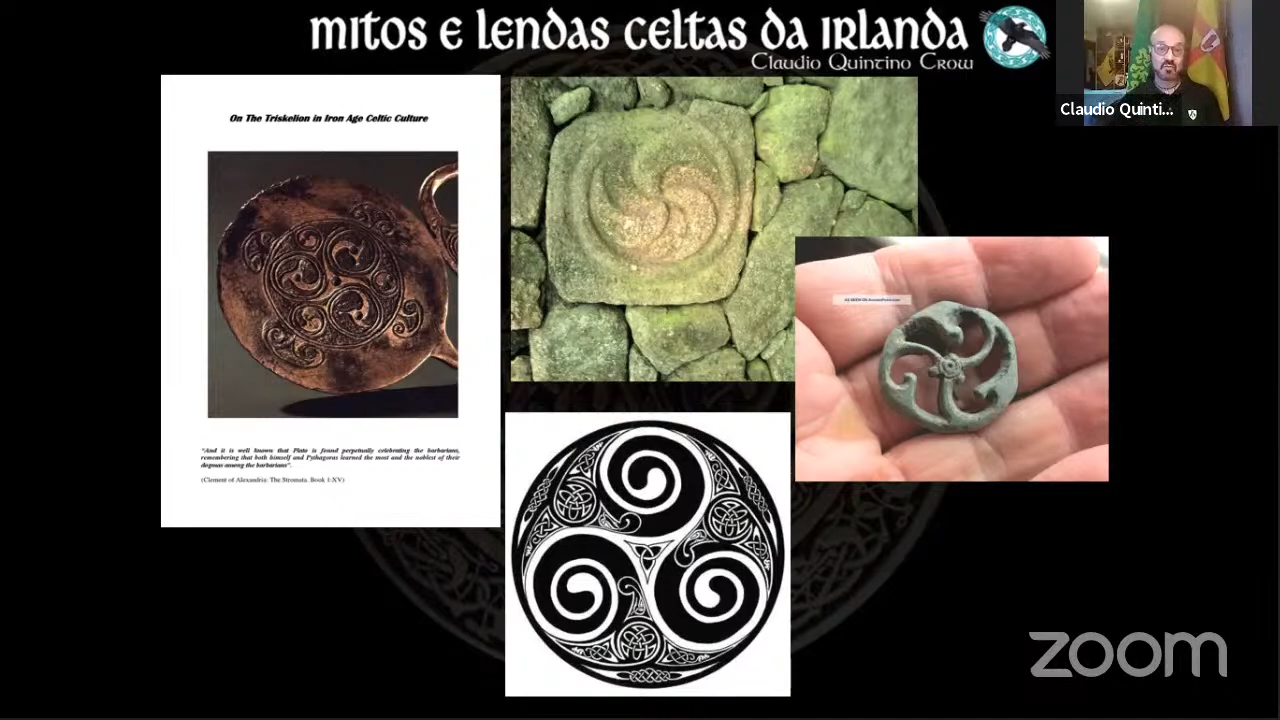 mitos e lendas celtas da irlanda
Claudio Quintino Crow
Claudio Quinti...
On The Triskelion in Iron Age Celtic Culture
"And it is well known that Plato is found perpetually celebrating the barbarians,
remembering that both himself and Pythagoras learned the most and the noblest of their
dogmas among the barbarians".
(Clement of Alexandria: The Stromata. Book 1:XV)
zoom